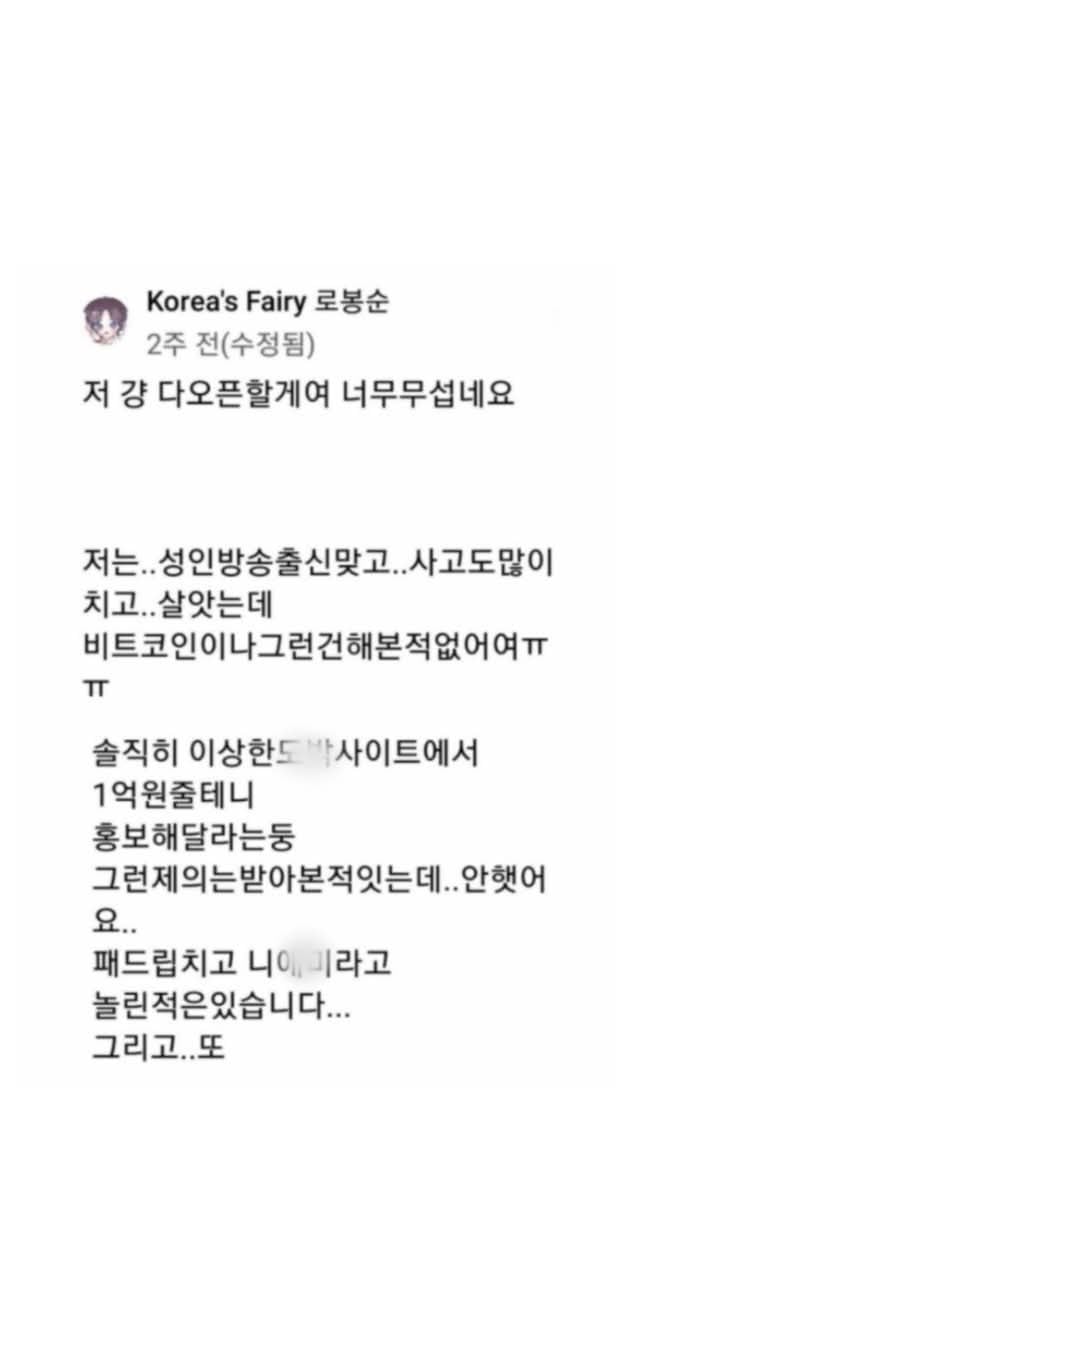 Korea's Fairy 로봉순
2주 전(수정됨)
저 걍 다오픈할게여 너무무섭네요
저는..성인방송출신맞고..사고도많이
치고..살앗는데
비트코인이나그런건해본적없어여ㅠ
ㅠ
솔직히 이상한도박사이트에서
1억원줄테니
홍보해달라는둥
그런제의는받아본적잇는데..안햇어
요..
패드립치고 니애미라고
놀린적은있습니다...
그리고..또